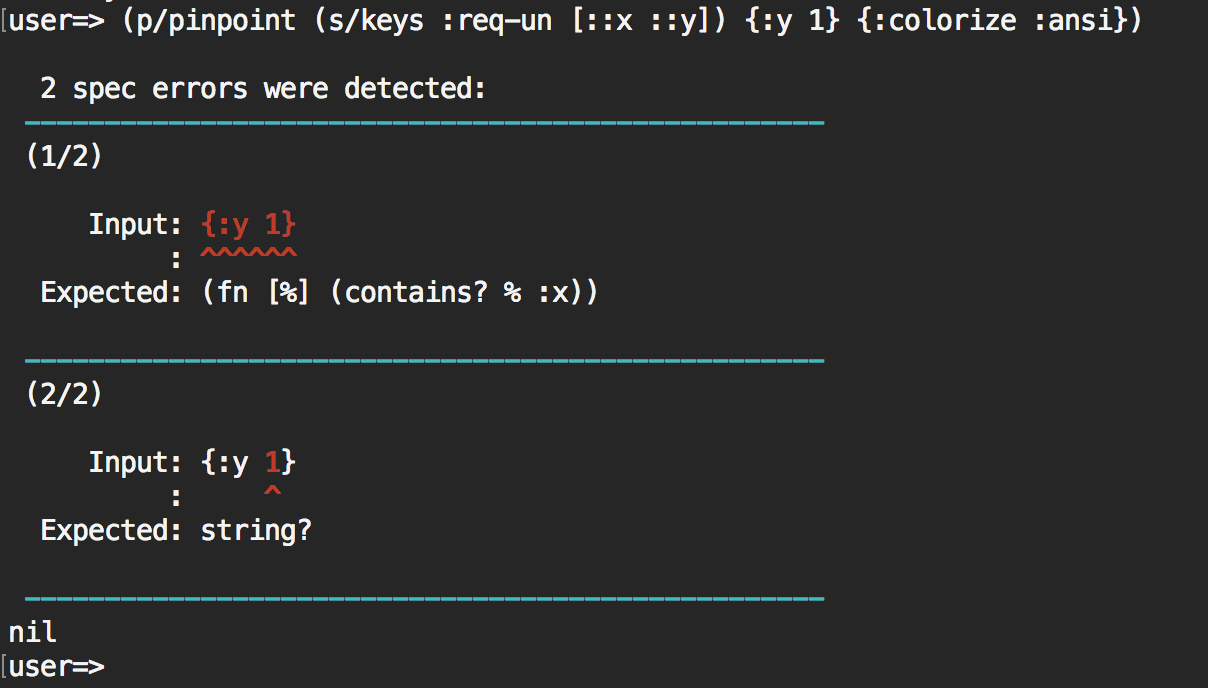 [user=> (p/pinpoint (s/keys :req-un [::x ::y]) {:y 1} {:colorize :ansi})
2 spec errors were detected:
(1/2)
Input: {:y 1}
: ^^^^^^
Expected: (fn [%] (contains? % :x))
(2/2)
Input: {:y 1}
: ^
Expected: string?
nil
[user=>